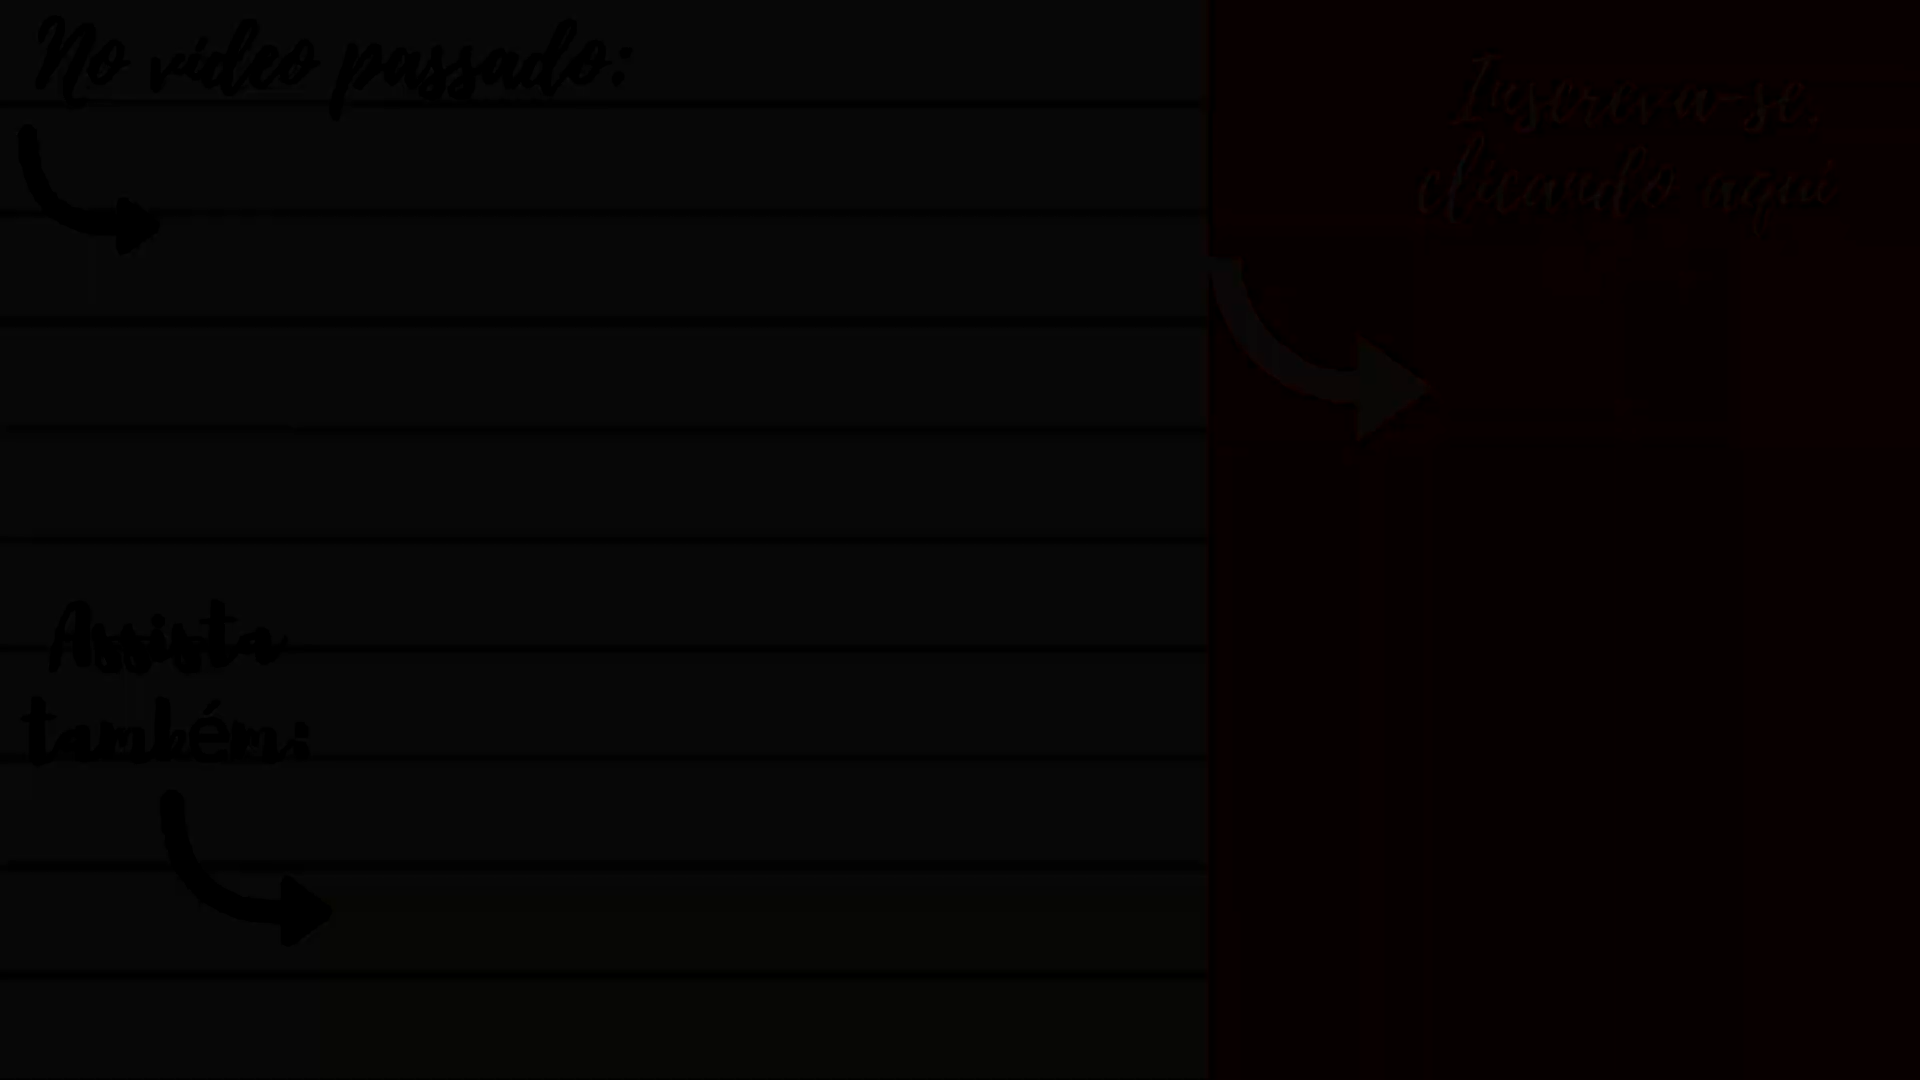 No vídeo passado:
Inscreva-se,
clicando aqui
Assista
também: